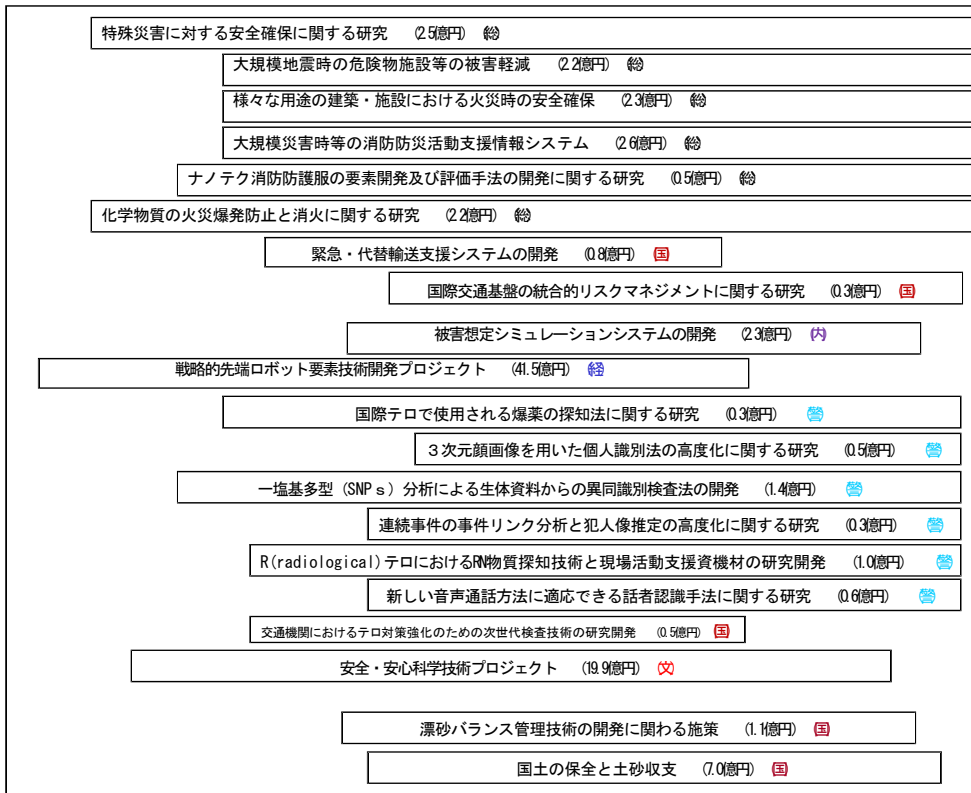 特殊災害に対する安全確保に関する研究 (2.5億円) (総)
大規模地震時の危険物施設等の被害軽減 (2.2億円) (総)
様々な用途の建築・施設における火災時の安全確保 (2.3億円) (総)
大規模災害時等の消防防災活動支援情報システム (2.6億円) (総)
ナノテク消防防護服の要素開発及び評価手法の開発に関する研究 (0.5億円) (総)
化学物質の火災爆発防止と消火に関する研究 (2.2億円) (総)
緊急・代替輸送支援システムの開発 (0.8億円) (国)
国際交通基盤の統合的リスクマネジメントに関する研究 (0.3億円) (国)
被害想定シミュレーションシステムの開発 (2.3億円) (内)
戦略的先端ロボット要素技術開発プロジェクト (41.5億円) (経)
国際テロで使用される爆薬の探知法に関する研究 (0.3億円) (警)
３次元顔画像を用いた個人識別法の高度化に関する研究 (0.5億円) (警)
一塩基多型（SNPｓ）分析による生体資料からの異同識別検査法の開発 (1.4億円) (警)
連続事件の事件リンク分析と犯人像推定の高度化に関する研究 (0.3億円) (警)
R(radiological)テロにおけるRN物質探知技術と現場活動支援資機材の研究開発 (1.0億円) (警)
新しい音声通話方法に適応できる話者認識手法に関する研究 (0.6億円) (警)
交通機関におけるテロ対策強化のための次世代検査技術の研究開発 (0.5億円) (国)
安全・安心科学技術プロジェクト (19.9億円) (文)
漂砂バランス管理技術の開発に関わる施策 (1.1億円) (国)
国土の保全と土砂収支 (7.0億円) (国)